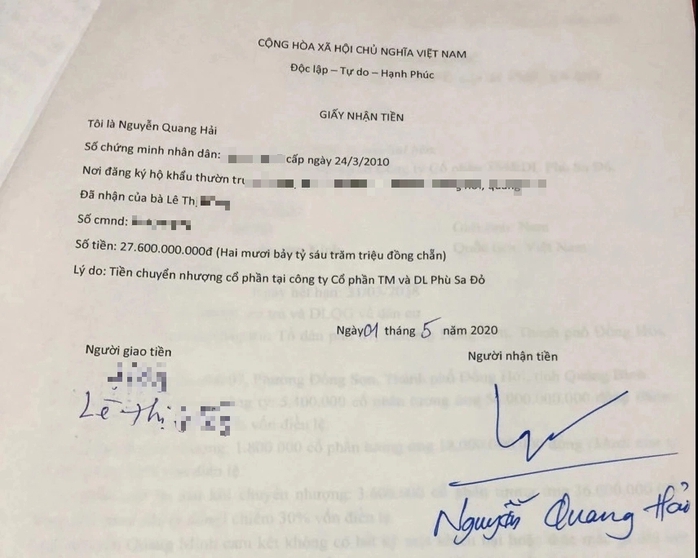 CỘNG HÒA XÃ HỘI CHỦ NGHĨA VIỆT NAM
Độc lập – Tự do – Hạnh Phúc
GIẤY NHẬN TIỀN
Tôi là Nguyễn Quang Hải
Số chứng minh nhân dân: cấp ngày 24/3/2010
Nơi đăng ký hộ khẩu thườn
Đã nhận của bà Lê Thị
Số cmnd:
Số tiền: 27.600.000.000đ (Hai mươi bảy tỷ sáu trăm triệu đồng chẵn)
Lý do: Tiền chuyển nhượng cổ phần tại công ty Cổ phần TM và DL Phù Sa Đỏ
Ngày 01 tháng 5 năm 2020
Người giao tiền
Người nhận tiền
Lê Thị
Nguyễn Quang Hải